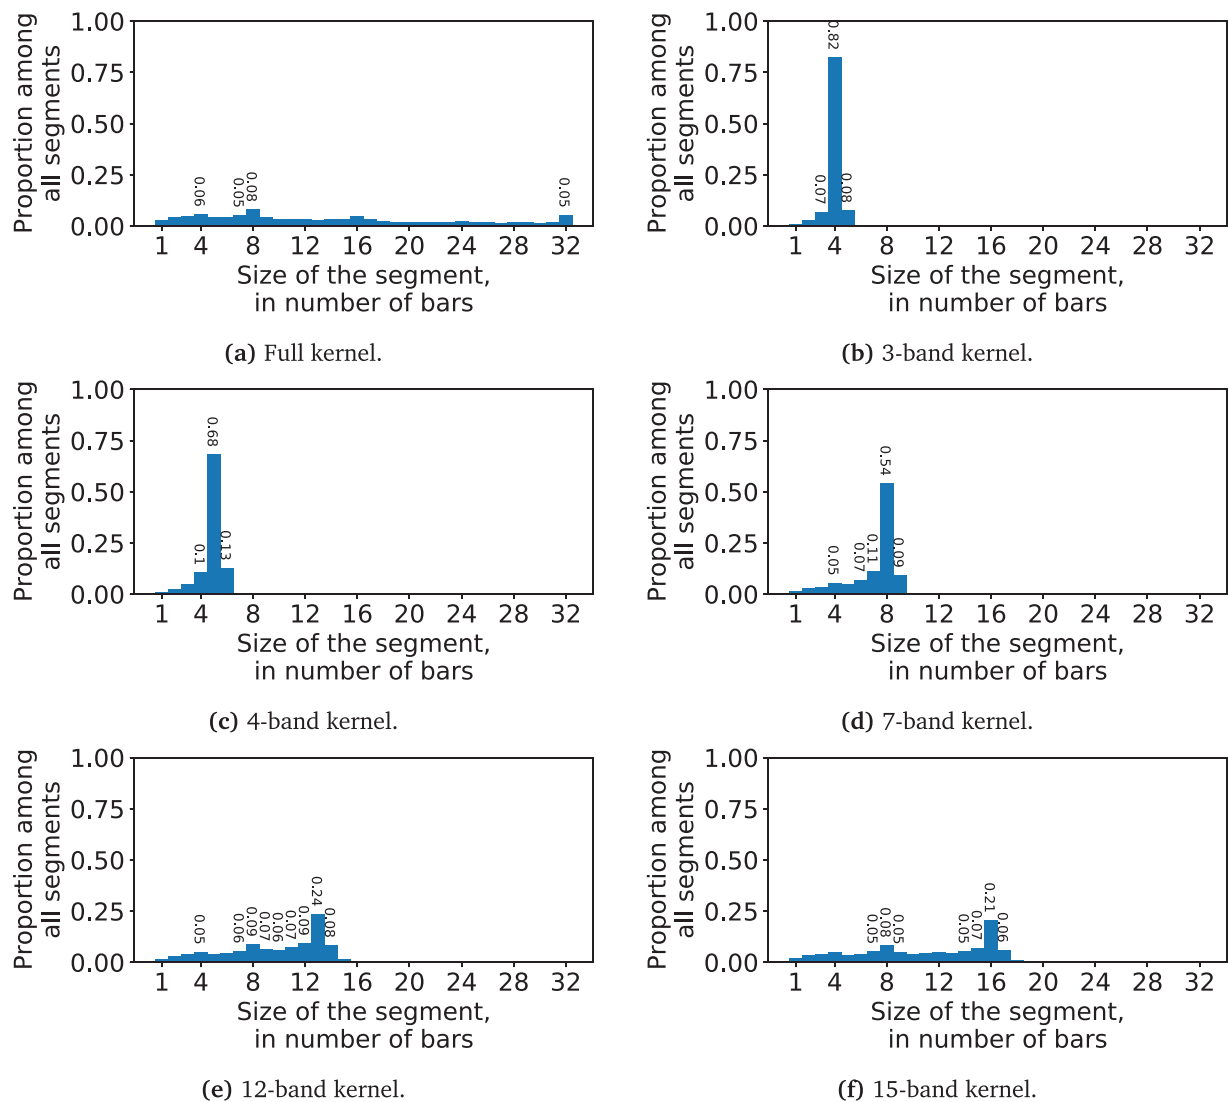 1.00
0.75
0.50
0.25
0.00
Proportion among
all segments
0.06
0.05
0.08
0.05
1 4 8 12 16 20 24 28 32
Size of the segment,
in number of bars
(a) Full kernel.
1.00
0.75
0.50
0.25
0.00
Proportion among
all segments
0.07
0.82
0.08
1 4 8 12 16 20 24 28 32
Size of the segment,
in number of bars
(b) 3-band kernel.
1.00
0.75
0.50
0.25
0.00
Proportion among
all segments
0.1
0.68
0.13
1 4 8 12 16 20 24 28 32
Size of the segment,
in number of bars
(c) 4-band kernel.
1.00
0.75
0.50
0.25
0.00
Proportion among
all segments
0.05
0.07
0.11
0.54
0.09
1 4 8 12 16 20 24 28 32
Size of the segment,
in number of bars
(d) 7-band kernel.
1.00
0.75
0.50
0.25
0.00
Proportion among
all segments
0.05
0.06
0.09
0.07
0.06
0.07
0.09
0.24
0.08
1 4 8 12 16 20 24 28 32
Size of the segment,
in number of bars
(e) 12-band kernel.
1.00
0.75
0.50
0.25
0.00
Proportion among
all segments
0.05
0.08
0.05
0.05
0.07
0.21
0.06
1 4 8 12 16 20 24 28 32
Size of the segment,
in number of bars
(f) 15-band kernel.